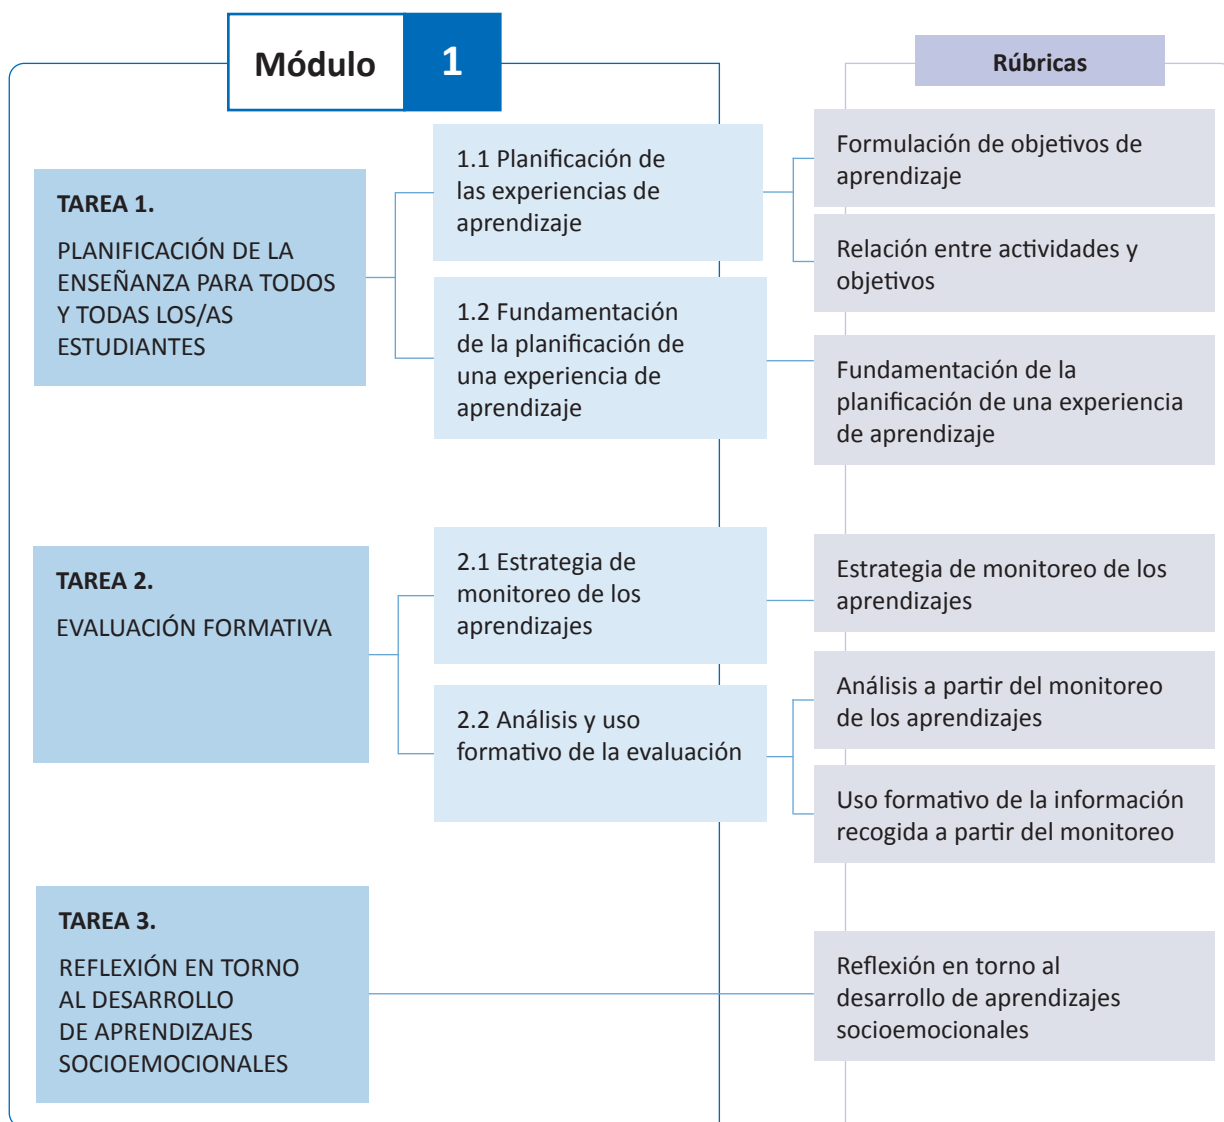 Módulo 1
Rúbricas
TAREA 1.
PLANIFICACIÓN DE LA
ENSEÑANZA PARA TODOS
Y TODAS LOS/AS
ESTUDIANTES
1.1 Planificación de
las experiencias de
aprendizaje
Formulación de objetivos de
aprendizaje
Relación entre actividades y
objetivos
1.2 Fundamentación
de la planificación de
una experiencia de
aprendizaje
Fundamentación de la
planificación de una experiencia
de aprendizaje
TAREA 2.
EVALUACIÓN FORMATIVA
2.1 Estrategia de
monitoreo de los
aprendizajes
Estrategia de monitoreo de los
aprendizajes
2.2 Análisis y uso
formativo de la evaluación
Análisis a partir del monitoreo
de los aprendizajes
Uso formativo de la información
recogida a partir del monitoreo
TAREA 3.
REFLEXIÓN EN TORNO
AL DESARROLLO
DE APRENDIZAJES
SOCIOEMOCIONALES
Reflexión en torno al
desarrollo de aprendizajes
socioemocionales